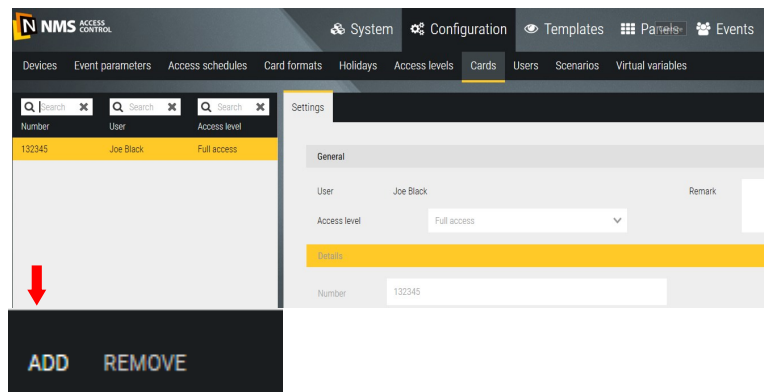 NMS ACCESS CONTROL System Configuration Templates Panels Events
Devices Event parameters Access schedules Card formats Holidays Access levels Cards Users Scenarios Virtual variables
Search Search Search Settings
Number User Access level
132345 Joe Black Full access
General
User Joe Black Remark
Access level Full access
Details
Number 132345
ADD REMOVE